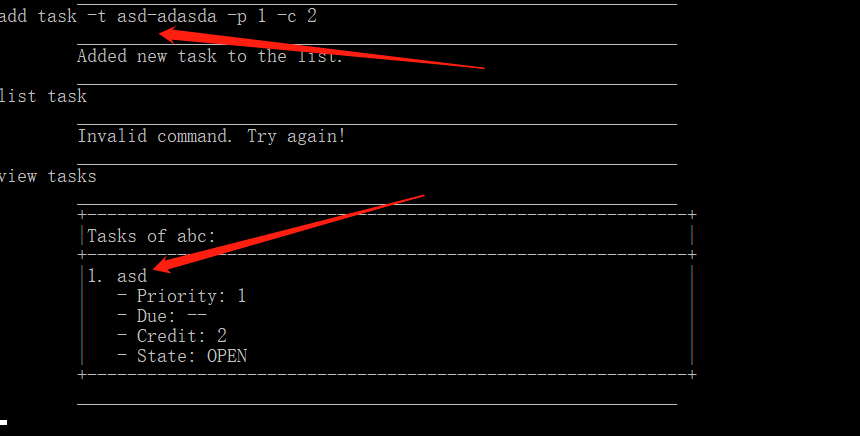 add task -t asd-adasda -p 1 -c 2
Added new task to the list.
list task
Invalid command. Try again!
view tasks
Tasks of abc:
1. asd
- Priority: 1
- Due: --
- Credit: 2
- State: OPEN